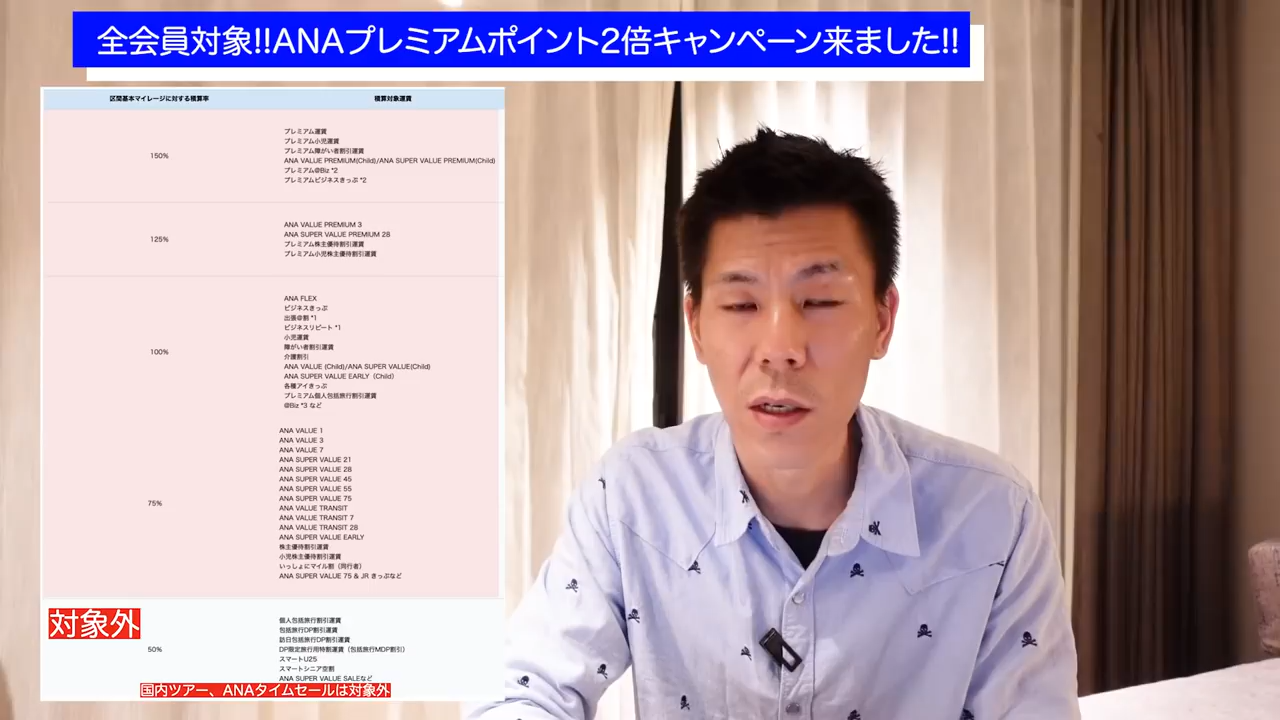 全会員対象!!ANAプレミアムポイント2倍キャンペーン来ました!!
区間基本マイレージに対する積算率
積算対象運賃
150%
プレミアム運賃
プレミアム小児運賃
プレミアム障がい者割引運賃
ANA VALUE PREMIUM(Child)/ANA SUPER VALUE PREMIUM(Child)
プレミアム@Biz *2
プレミアムビジネスきっぷ *2
125%
ANA VALUE PREMIUM 3
ANA SUPER VALUE PREMIUM 28
プレミアム株主優待割引運賃
プレミアム小児株主優待割引運賃
100%
ANA FLEX
ビジネスきっぷ
出張@割 *1
ビジネスリピート *1
小児運賃
障がい者割引運賃
介護割引
ANA VALUE (Child)/ANA SUPER VALUE(Child)
ANA SUPER VALUE EARLY（Child）
各種アイきっぷ
プレミアム個人包括旅行割引運賃
@Biz *3 など
75%
ANA VALUE 1
ANA VALUE 3
ANA VALUE 7
ANA SUPER VALUE 21
ANA SUPER VALUE 28
ANA SUPER VALUE 45
ANA SUPER VALUE 55
ANA SUPER VALUE 75
ANA VALUE TRANSIT
ANA VALUE TRANSIT 7
ANA VALUE TRANSIT 28
ANA SUPER VALUE EARLY
株主優待割引運賃
小児株主優待割引運賃
いっしょにマイル割（同行者）
ANA SUPER VALUE 75 & JR きっぷなど
対象外
50%
個人包括旅行割引運賃
包括旅行DP割引運賃
訪日包括旅行DP割引運賃
DP限定旅行用特割運賃（包括旅行MDP割引）
スマートU25
スマートシニア空割
ANA SUPER VALUE SALEなど
国内ツアー、ANAタイムセールは対象外